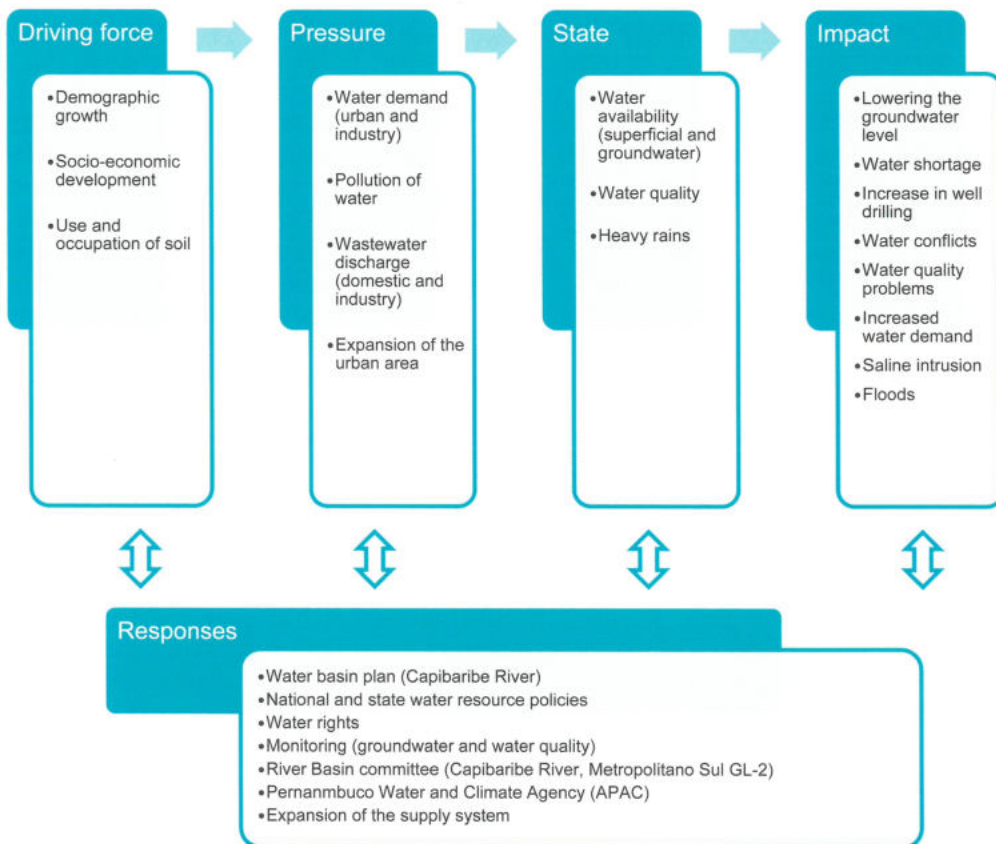 Driving force
•Demographic
growth
•Socio-economic
development
•Use and
occupation of soil
Pressure
•Water demand
(urban and
industry)
•Pollution of
water
•Wastewater
discharge
(domestic and
industry)
•Expansion of the
urban area
State
•Water
availability
(superficial and
groundwater)
•Water quality
•Heavy rains
Impact
•Lowering the
groundwater
level
•Water shortage
•Increase in well
drilling
•Water conflicts
•Water quality
problems
•Increased
water demand
•Saline intrusion
•Floods
Responses
•Water basin plan (Capibaribe River)
•National and state water resource policies
•Water rights
•Monitoring (groundwater and water quality)
•River Basin committee (Capibaribe River, Metropolitano Sul GL-2)
•Pernanmbuco Water and Climate Agency (APAC)
•Expansion of the supply system